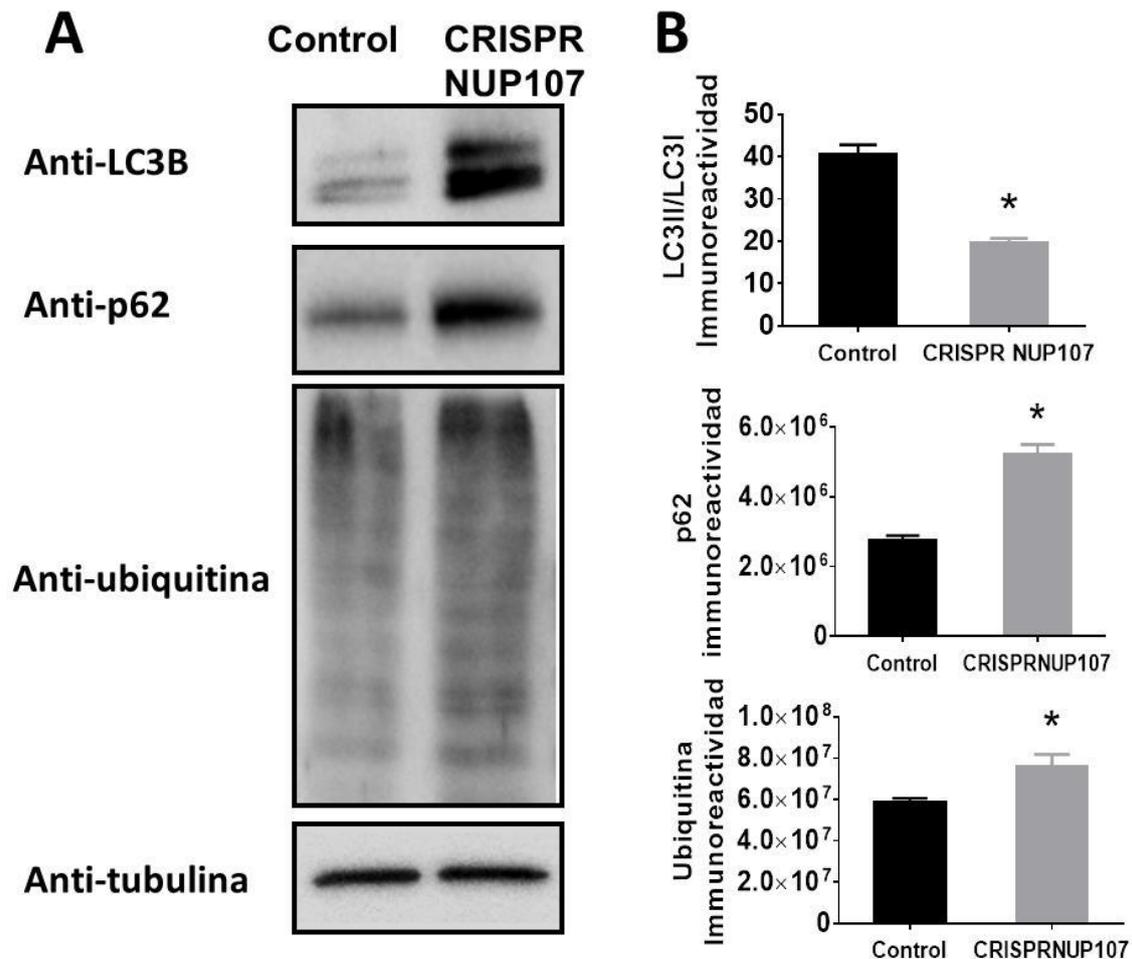 A
Control CRISPR
NUP107
Anti-LC3B
Anti-p62
Anti-ubiquitina
Anti-tubulina
B
LC3II/LC3I
Immunoreactividad
50
40
30
20
10
0
*
Control CRISPR NUP107
p62
immunoreactividad
6.0×10⁶
4.0×10⁶
2.0×10⁶
0
*
Control CRISPRNUP107
Ubiquitina
Immunoreactividad
1.0×10⁸
8.0×10⁷
6.0×10⁷
4.0×10⁷
2.0×10⁷
0
*
Control CRISPRNUP107